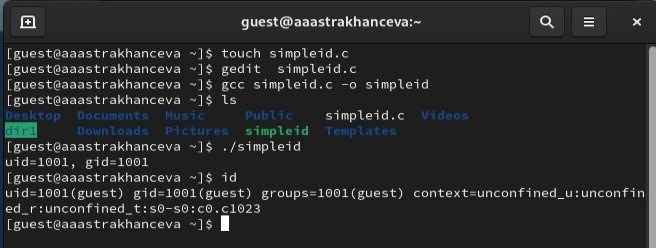 guest@aaastrakhanceva:~
[guest@aaastrakhanceva ~]$ touch simpleid.c
[guest@aaastrakhanceva ~]$ gedit  simpleid.c
[guest@aaastrakhanceva ~]$ gcc simpleid.c -o simpleid
[guest@aaastrakhanceva ~]$ ls
Desktop  Documents  Music     Public    simpleid.c  Videos
dir1     Downloads  Pictures  simpleid  Templates
[guest@aaastrakhanceva ~]$ ./simpleid
uid=1001, gid=1001
[guest@aaastrakhanceva ~]$ id
uid=1001(guest) gid=1001(guest) groups=1001(guest) context=unconfined_u:unconfin
ed_r:unconfined_t:s0-s0:c0.c1023
[guest@aaastrakhanceva ~]$